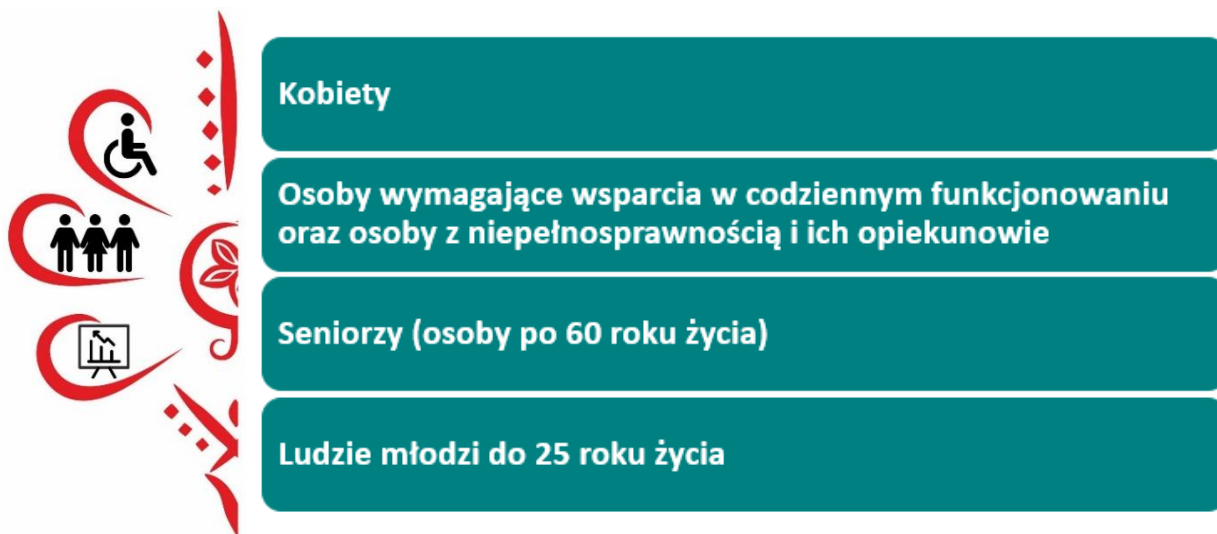 Kobiety
Osoby wymagające wsparcia w codziennym funkcjonowaniu
oraz osoby z niepełnosprawnością i ich opiekunowie
Seniorzy (osoby po 60 roku życia)
Ludzie młodzi do 25 roku życia